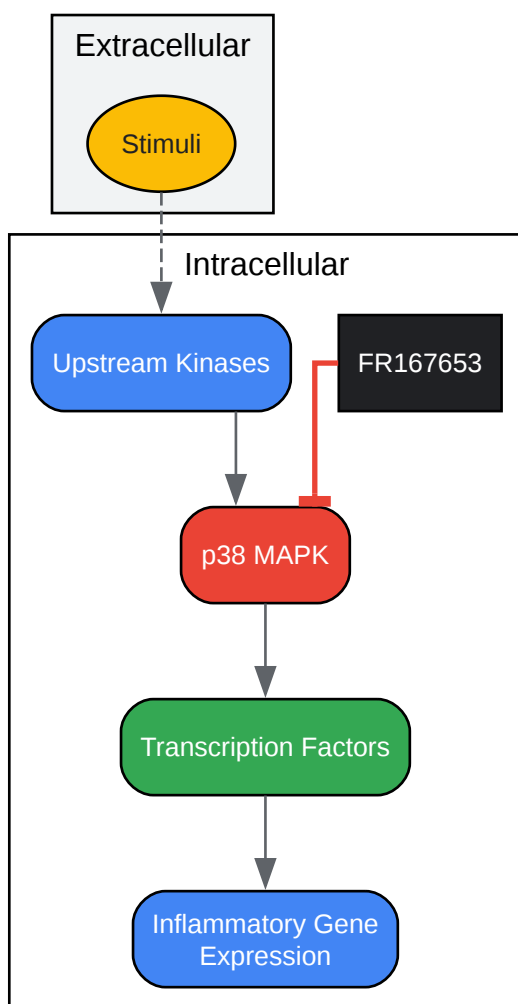 Extracellular
Stimuli
Intracellular
Upstream Kinases
FR167653
p38 MAPK
Transcription Factors
Inflammatory Gene
Expression